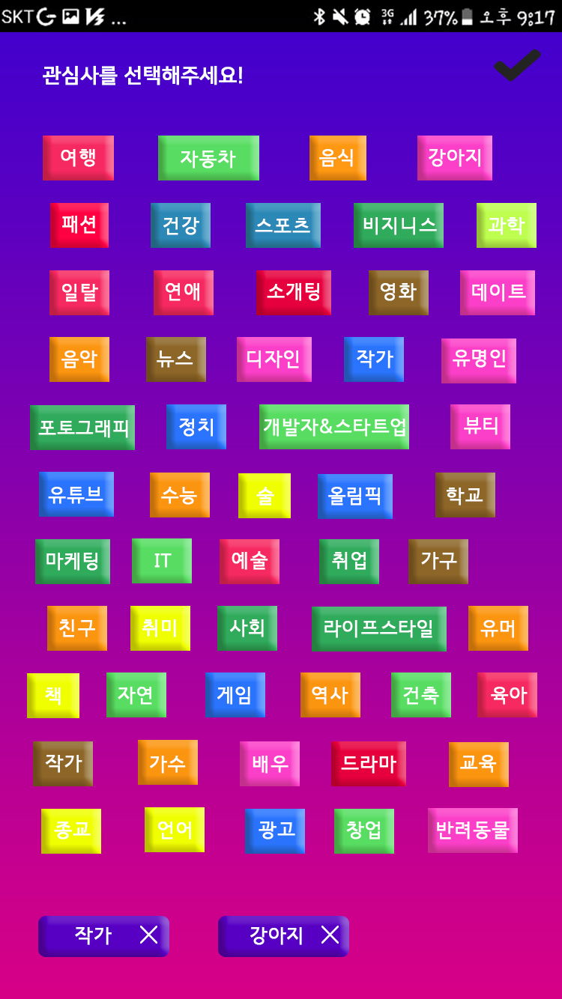 SKT ... 3G 37% 오후 9:17
관심사를 선택해주세요!
여행 자동차 음식 강아지
패션 건강 스포츠 비지니스 과학
일탈 연애 소개팅 영화 데이트
음악 뉴스 디자인 작가 유명인
포토그래피 정치 개발자&스타트업 뷰티
유튜브 수능 술 올림픽 학교
마케팅 IT 예술 취업 가구
친구 취미 사회 라이프스타일 유머
책 자연 게임 역사 건축 육아
작가 가수 배우 드라마 교육
종교 언어 광고 창업 반려동물
작가 강아지